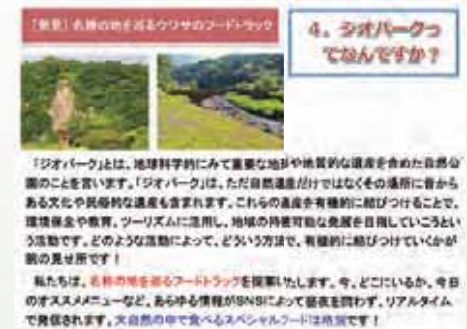 【発見】名勝の地を巡るウワサのフードトラック
4. ジオパークっ
てなんですか？
「ジオパーク」とは、地球科学的にみて重要な地形や地質的な遺産を含めた自然公
園のことを言います。「ジオパーク」は、ただ自然遺産だけではなくその場所に昔から
ある文化や民俗的な遺産も含まれます。これらの遺産を有機的に結びつけることで、
環境保全や教育、ツーリズムに活用し、地域の持続可能な発展を目指していこうとい
う活動です。どのような活動によって、どういう方法で、有機的に結びつけていくかが
腕の見せ所です！
私たちは、名勝の地を巡るフードトラックを提案いたします。今、どこにいるか、今日
のオススメメニューなど、あらゆる情報がSNSによって昼夜を問わず、リアルタイム
で発信されます。大自然の中で食べるスペシャルフードは格別です！